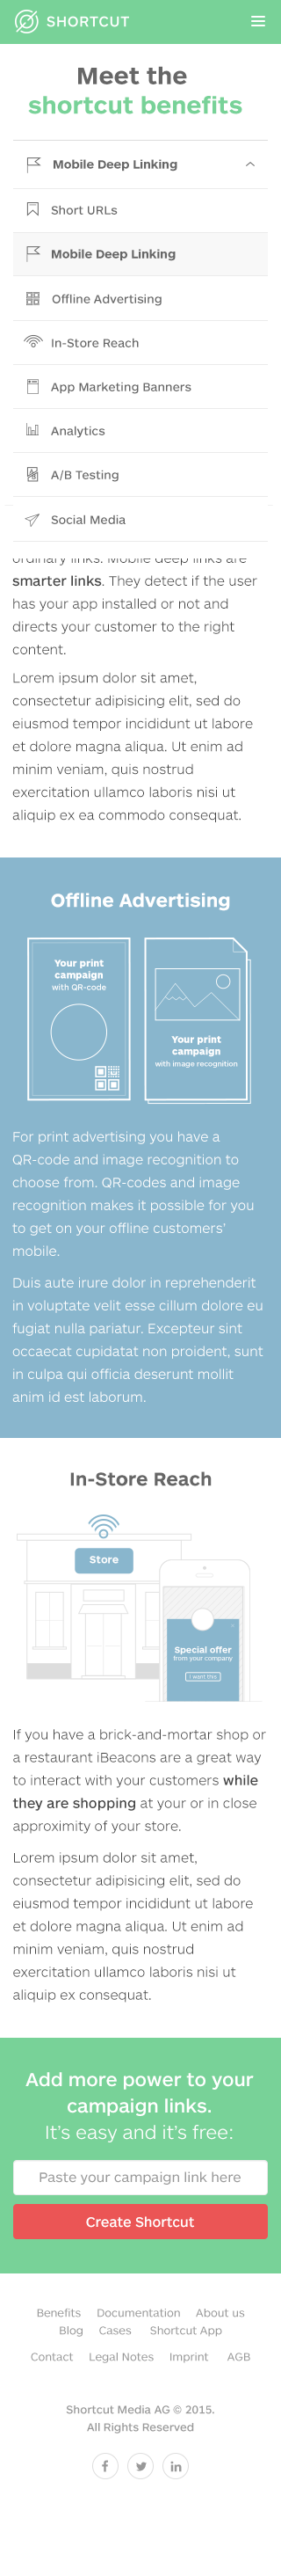 SHORTCUT
Meet the
shortcut benefits
Mobile Deep Linking
Short URLs
Mobile Deep Linking
Offline Advertising
In-Store Reach
App Marketing Banners
Analytics
A/B Testing
Social Media
ordinary links. Mobile deep links are
smarter links. They detect if the user
has your app installed or not and
directs your customer to the right
content.
Lorem ipsum dolor sit amet,
consectetur adipisicing elit, sed do
eiusmod tempor incididunt ut labore
et dolore magna aliqua. Ut enim ad
minim veniam, quis nostrud
exercitation ullamco laboris nisi ut
aliquip ex ea commodo consequat.
Offline Advertising
Your print
campaign
with QR-code
Your print
campaign
with image recognition
For print advertising you have a
QR-code and image recognition to
choose from. QR-codes and image
recognition makes it possible for you
to get on your offline customers'
mobile.
Duis aute irure dolor in reprehenderit
in voluptate velit esse cillum dolore eu
fugiat nulla pariatur. Excepteur sint
occaecat cupidatat non proident, sunt
in culpa qui officia deserunt mollit
anim id est laborum.
In-Store Reach
Store
Special offer
from your company
I want this
If you have a brick-and-mortar shop or
a restaurant iBeacons are a great way
to interact with your customers while
they are shopping at your or in close
approximity of your store.
Lorem ipsum dolor sit amet,
consectetur adipisicing elit, sed do
eiusmod tempor incididunt ut labore
et dolore magna aliqua. Ut enim ad
minim veniam, quis nostrud
exercitation ullamco laboris nisi ut
aliquip ex consequat.
Add more power to your
campaign links.
It's easy and it's free:
Paste your campaign link here
Create Shortcut
Benefits Documentation About us
Blog Cases Shortcut App
Contact Legal Notes Imprint AGB
Shortcut Media AG © 2015.
All Rights Reserved